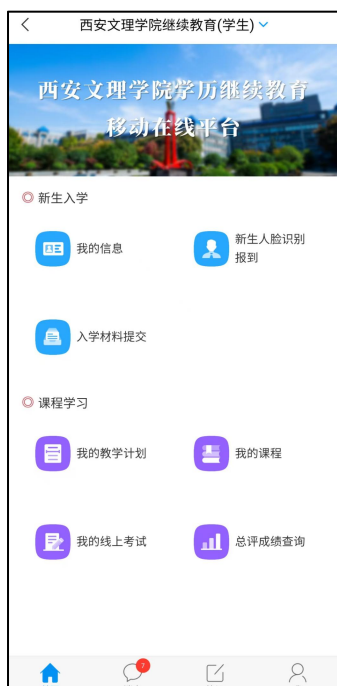 西安文理学院继续教育(学生)
西安文理学院学历继续教育
移动在线平台
新生入学
我的信息
新生人脸识别
报到
入学材料提交
课程学习
我的教学计划
我的课程
我的线上考试
总评成绩查询
7